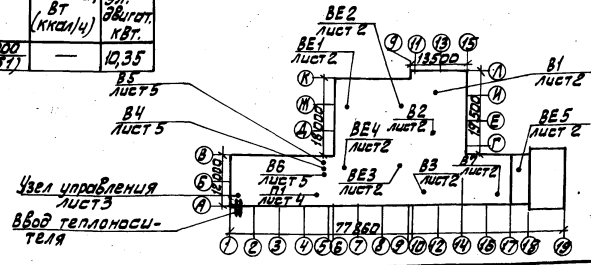 Вт
(ккал/ч)
эл.
двигат.
кВт.
—
10,35
В5
лист 5
В4
лист 5
ВЕ2
лист 2
ВЕ1
лист 2
9
11
13
15
13500
В1
лист 2
К
Ж
Д
18000
Л
И
Е
Г
19500
В2
лист 2
ВЕ4
лист 2
ВЕ5
лист 2
В
Б
А
12000
В6
лист 5
П1
лист 4
ВЕ3
лист 2
В3
лист 2
В7
лист 2
Узел управления
лист 3
Ввод теплоноси-
теля
77860
1
2
3
4
5
6
7
8
9
10
12
14
16
17
18
19